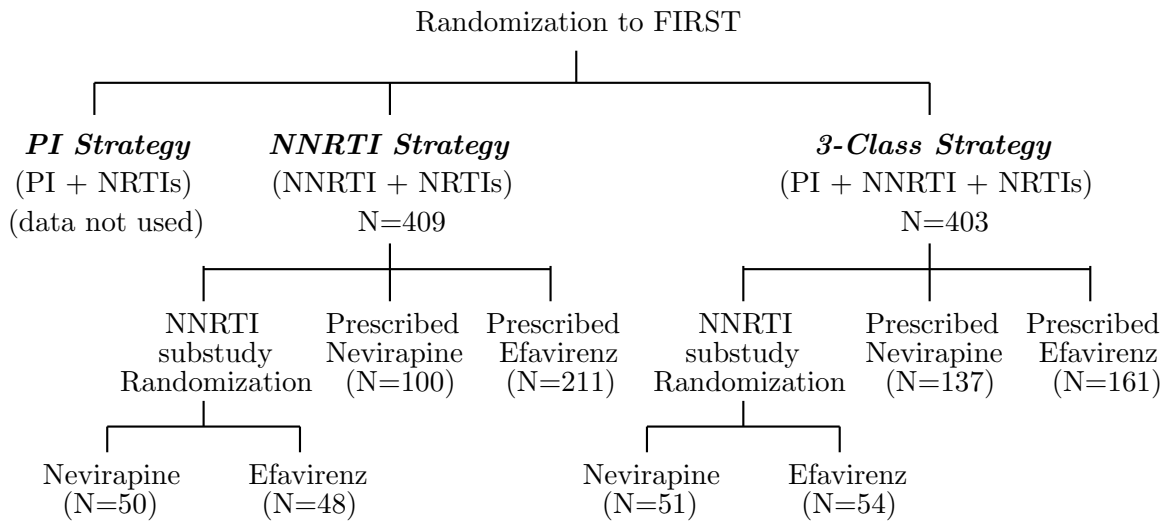 Randomization to FIRST
PI Strategy
(PI + NRTIs)
(data not used)
NNRTI Strategy
(NNRTI + NRTIs)
N=409
3-Class Strategy
(PI + NNRTI + NRTIs)
N=403
NNRTI
substudy
Randomization
Prescribed
Nevirapine
(N=100)
Prescribed
Efavirenz
(N=211)
NNRTI
substudy
Randomization
Prescribed
Nevirapine
(N=137)
Prescribed
Efavirenz
(N=161)
Nevirapine
(N=50)
Efavirenz
(N=48)
Nevirapine
(N=51)
Efavirenz
(N=54)